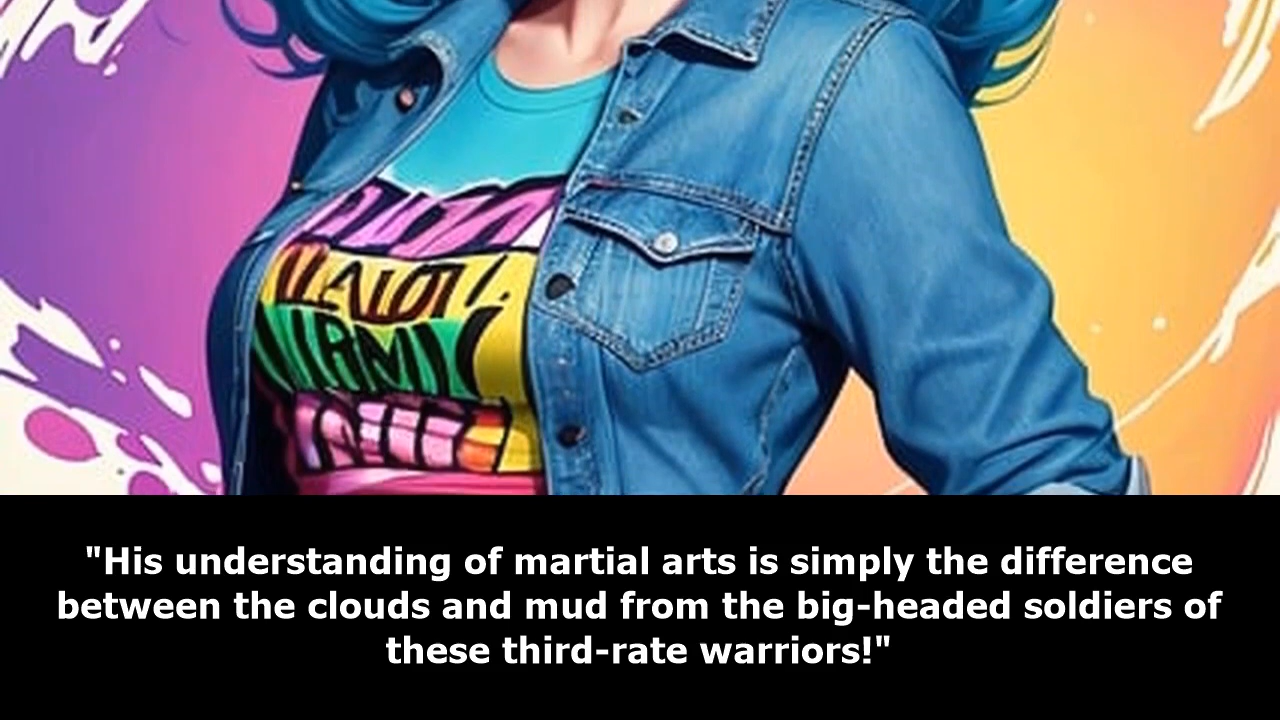 "His understanding of martial arts is simply the difference
between the clouds and mud from the big-headed soldiers of
these third-rate warriors!"